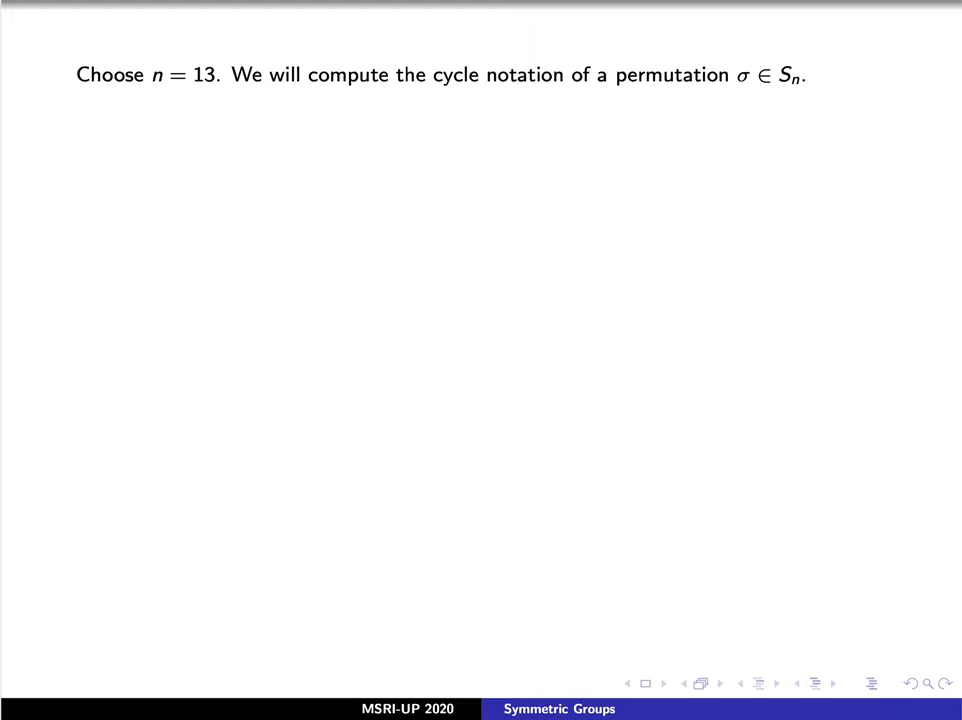 Choose n = 13. We will compute the cycle notation of a permutation σ ∈ Sₙ.
MSRI-UP 2020 Symmetric Groups